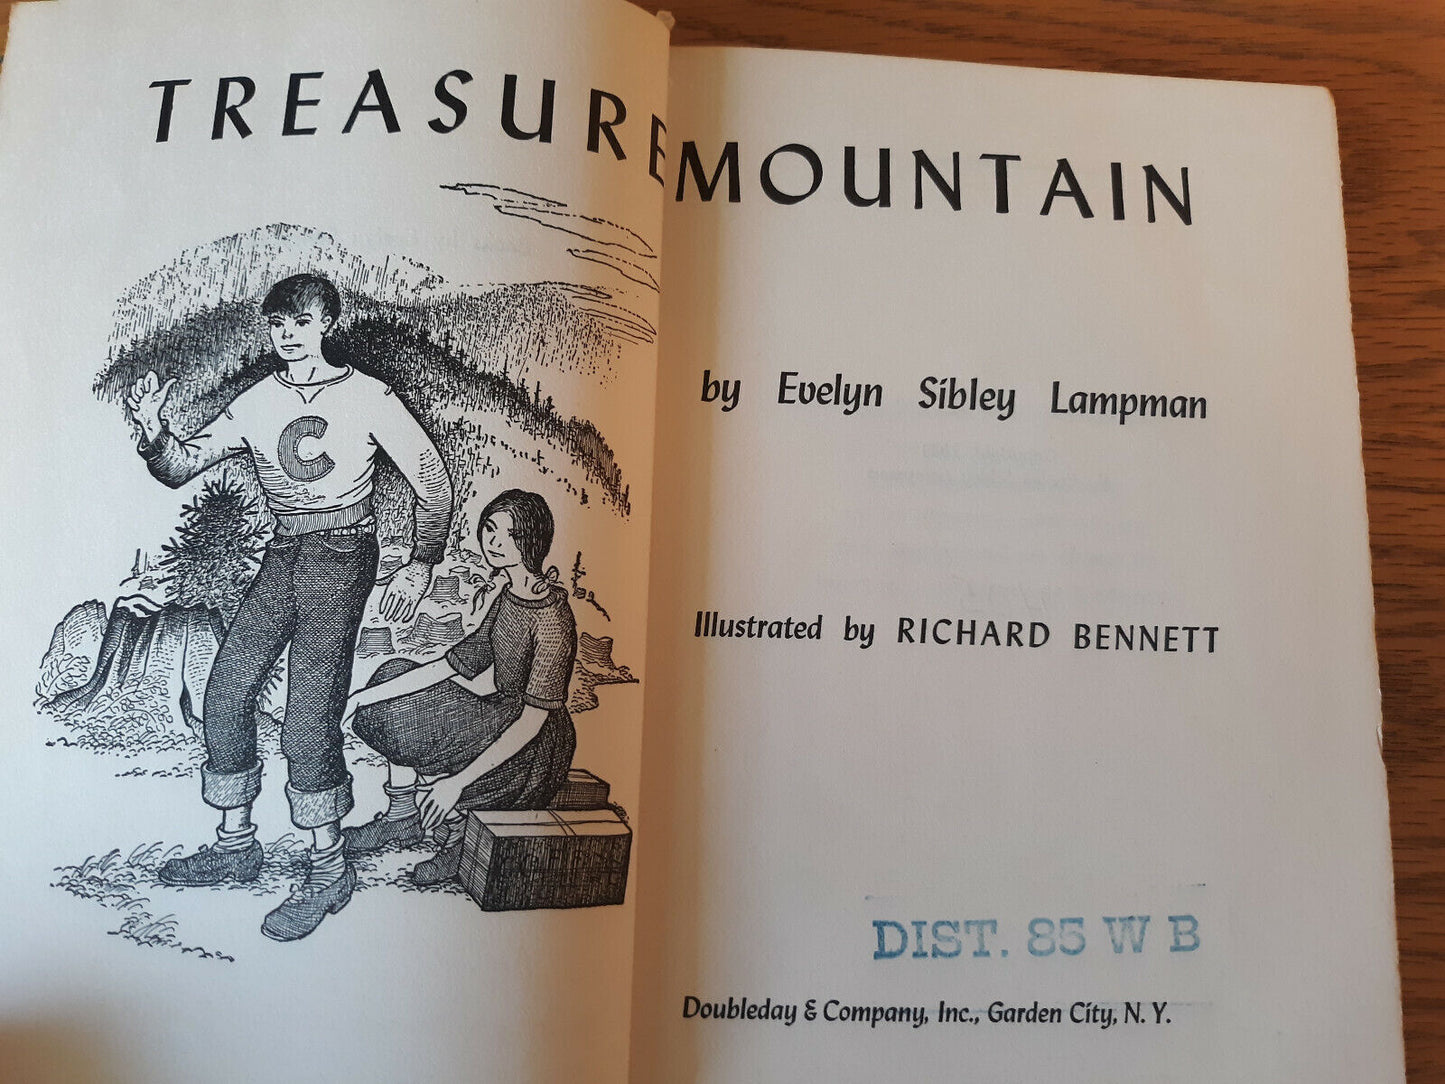 TREASURE MOUNTAIN
C
by Evelyn Sibley Lampman
Illustrated by RICHARD BENNETT
DIST. 85 W B
Doubleday & Company, Inc., Garden City, N. Y.